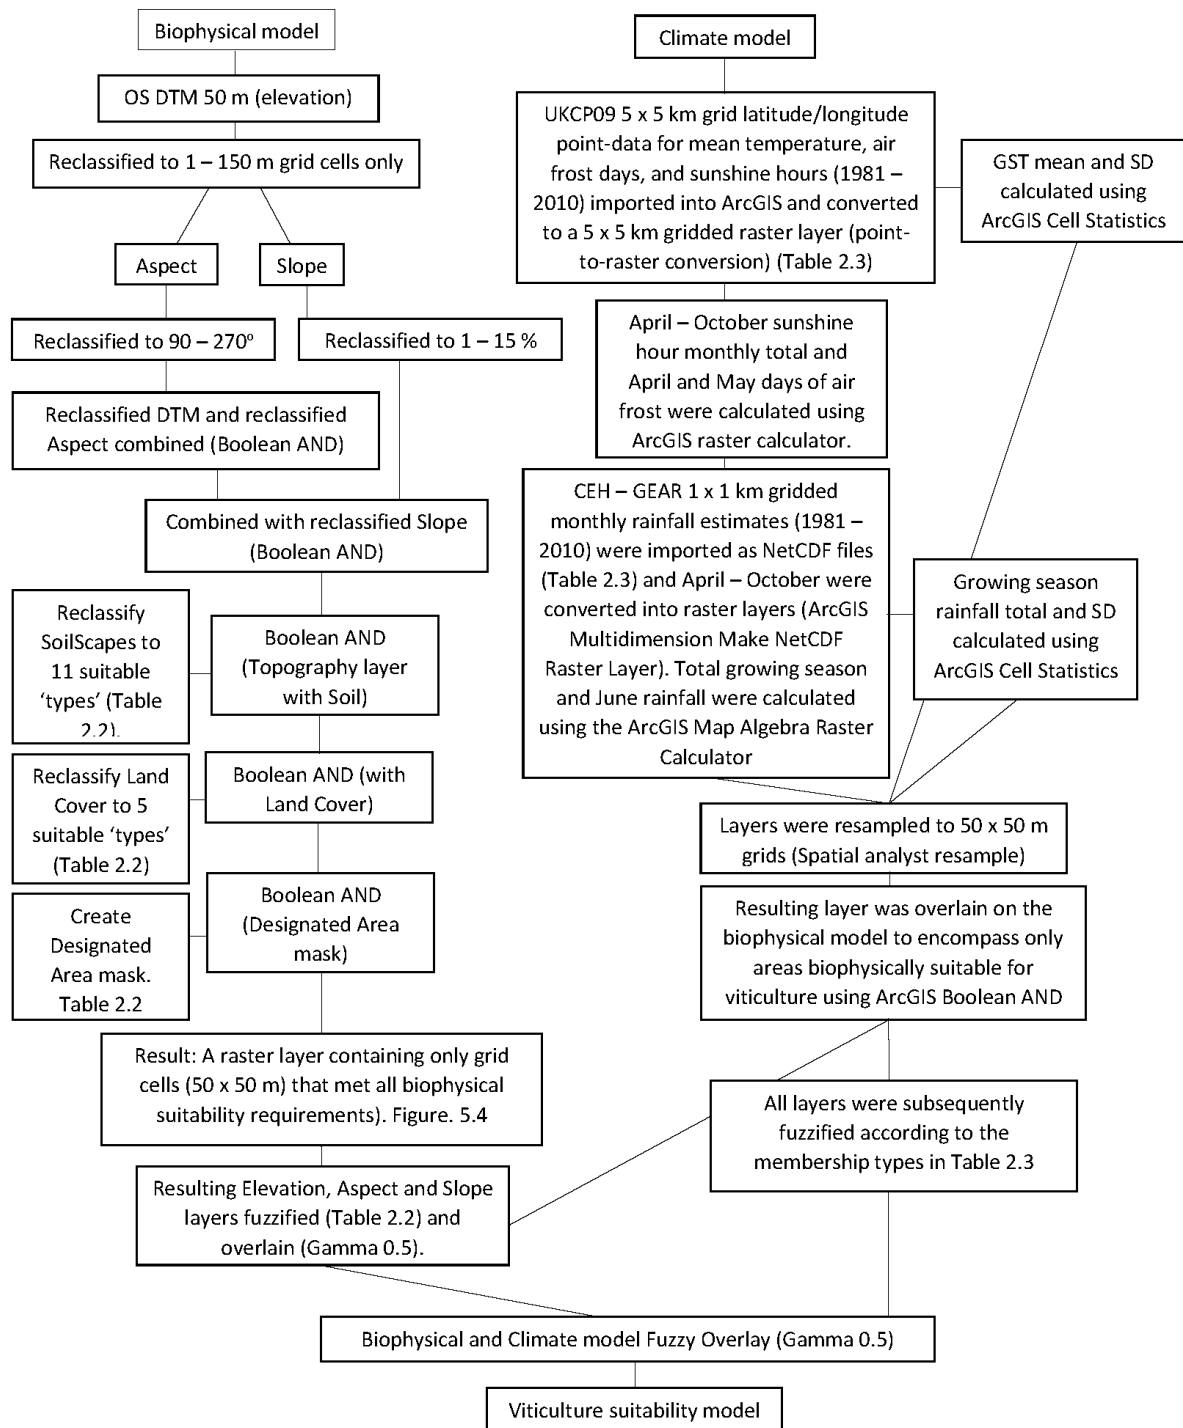 Biophysical model
OS DTM 50 m (elevation)
Reclassified to 1 – 150 m grid cells only
Aspect
Slope
Reclassified to 90 – 270º
Reclassified to 1 – 15 %
Reclassified DTM and reclassified
Aspect combined (Boolean AND)
Combined with reclassified Slope
(Boolean AND)
Reclassify
SoilScapes to
11 suitable
‘types’ (Table
2.2).
Boolean AND
(Topography layer
with Soil)
Reclassify Land
Cover to 5
suitable ‘types’
(Table 2.2)
Boolean AND (with
Land Cover)
Create
Designated
Area mask.
Table 2.2
Boolean AND
(Designated Area
mask)
Result: A raster layer containing only grid
cells (50 x 50 m) that met all biophysical
suitability requirements). Figure. 5.4
Resulting Elevation, Aspect and Slope
layers fuzzified (Table 2.2) and
overlain (Gamma 0.5).
Climate model
UKCP09 5 x 5 km grid latitude/longitude
point-data for mean temperature, air
frost days, and sunshine hours (1981 –
2010) imported into ArcGIS and converted
to a 5 x 5 km gridded raster layer (point-
to-raster conversion) (Table 2.3)
GST mean and SD
calculated using
ArcGIS Cell Statistics
April – October sunshine
hour monthly total and
April and May days of air
frost were calculated using
ArcGIS raster calculator.
CEH – GEAR 1 x 1 km gridded
monthly rainfall estimates (1981 –
2010) were imported as NetCDF files
(Table 2.3) and April – October were
converted into raster layers (ArcGIS
Multidimension Make NetCDF
Raster Layer). Total growing season
and June rainfall were calculated
using the ArcGIS Map Algebra Raster
Calculator
Growing season
rainfall total and SD
calculated using
ArcGIS Cell Statistics
Layers were resampled to 50 x 50 m
grids (Spatial analyst resample)
Resulting layer was overlain on the
biophysical model to encompass only
areas biophysically suitable for
viticulture using ArcGIS Boolean AND
All layers were subsequently
fuzzified according to the
membership types in Table 2.3
Biophysical and Climate model Fuzzy Overlay (Gamma 0.5)
Viticulture suitability model